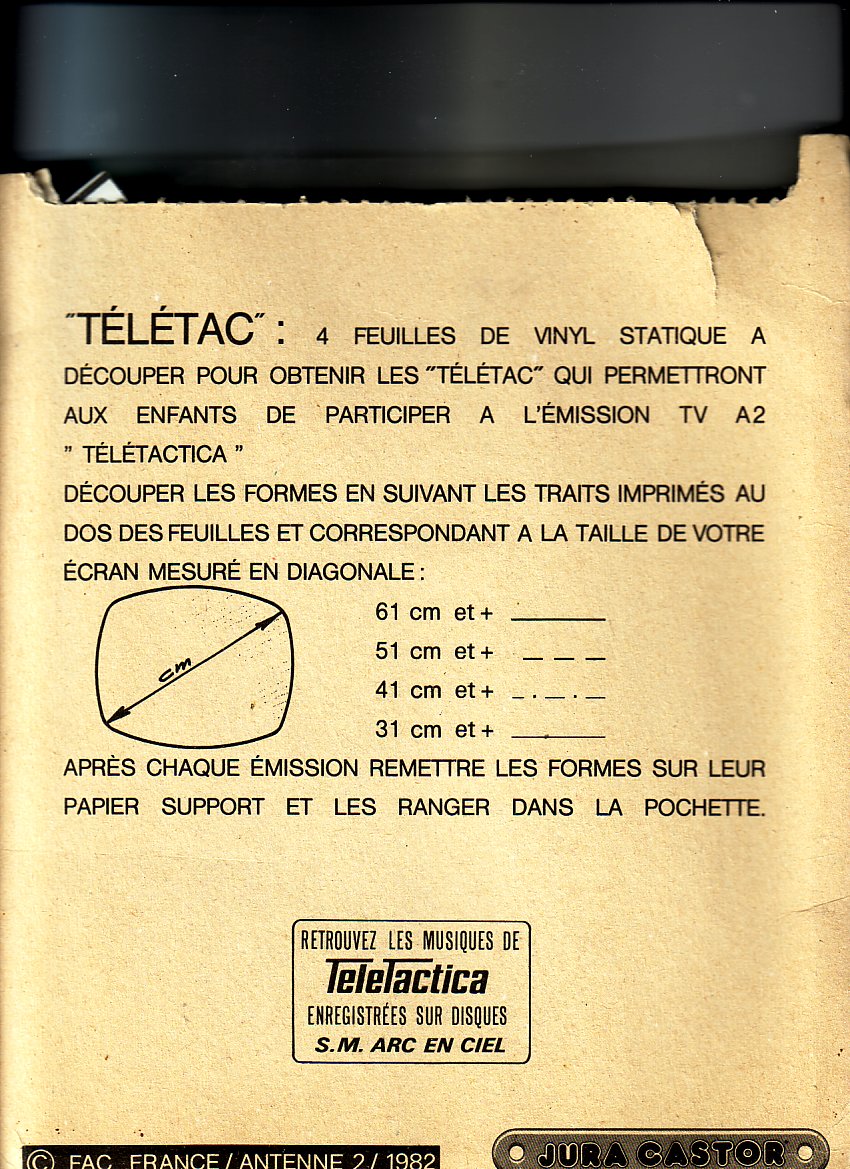 "TÉLÉTAC" : 4 FEUILLES DE VINYL STATIQUE A
DÉCOUPER POUR OBTENIR LES "TÉLÉTAC" QUI PERMETTRONT
AUX ENFANTS DE PARTICIPER A L'ÉMISSION TV A2
" TÉLÉTACTICA "
DÉCOUPER LES FORMES EN SUIVANT LES TRAITS IMPRIMÉS AU
DOS DES FEUILLES ET CORRESPONDANT A LA TAILLE DE VOTRE
ÉCRAN MESURÉ EN DIAGONALE :
cm
61 cm et + ______
51 cm et + _ _ _
41 cm et + _ . _ . _
31 cm et + ______
APRÈS CHAQUE ÉMISSION REMETTRE LES FORMES SUR LEUR
PAPIER SUPPORT ET LES RANGER DANS LA POCHETTE.
RETROUVEZ LES MUSIQUES DE
TeleTactica
ENREGISTRÉES SUR DISQUES
S.M. ARC EN CIEL
© FAC FRANCE / ANTENNE 2 / 1982
JURA CASTOR